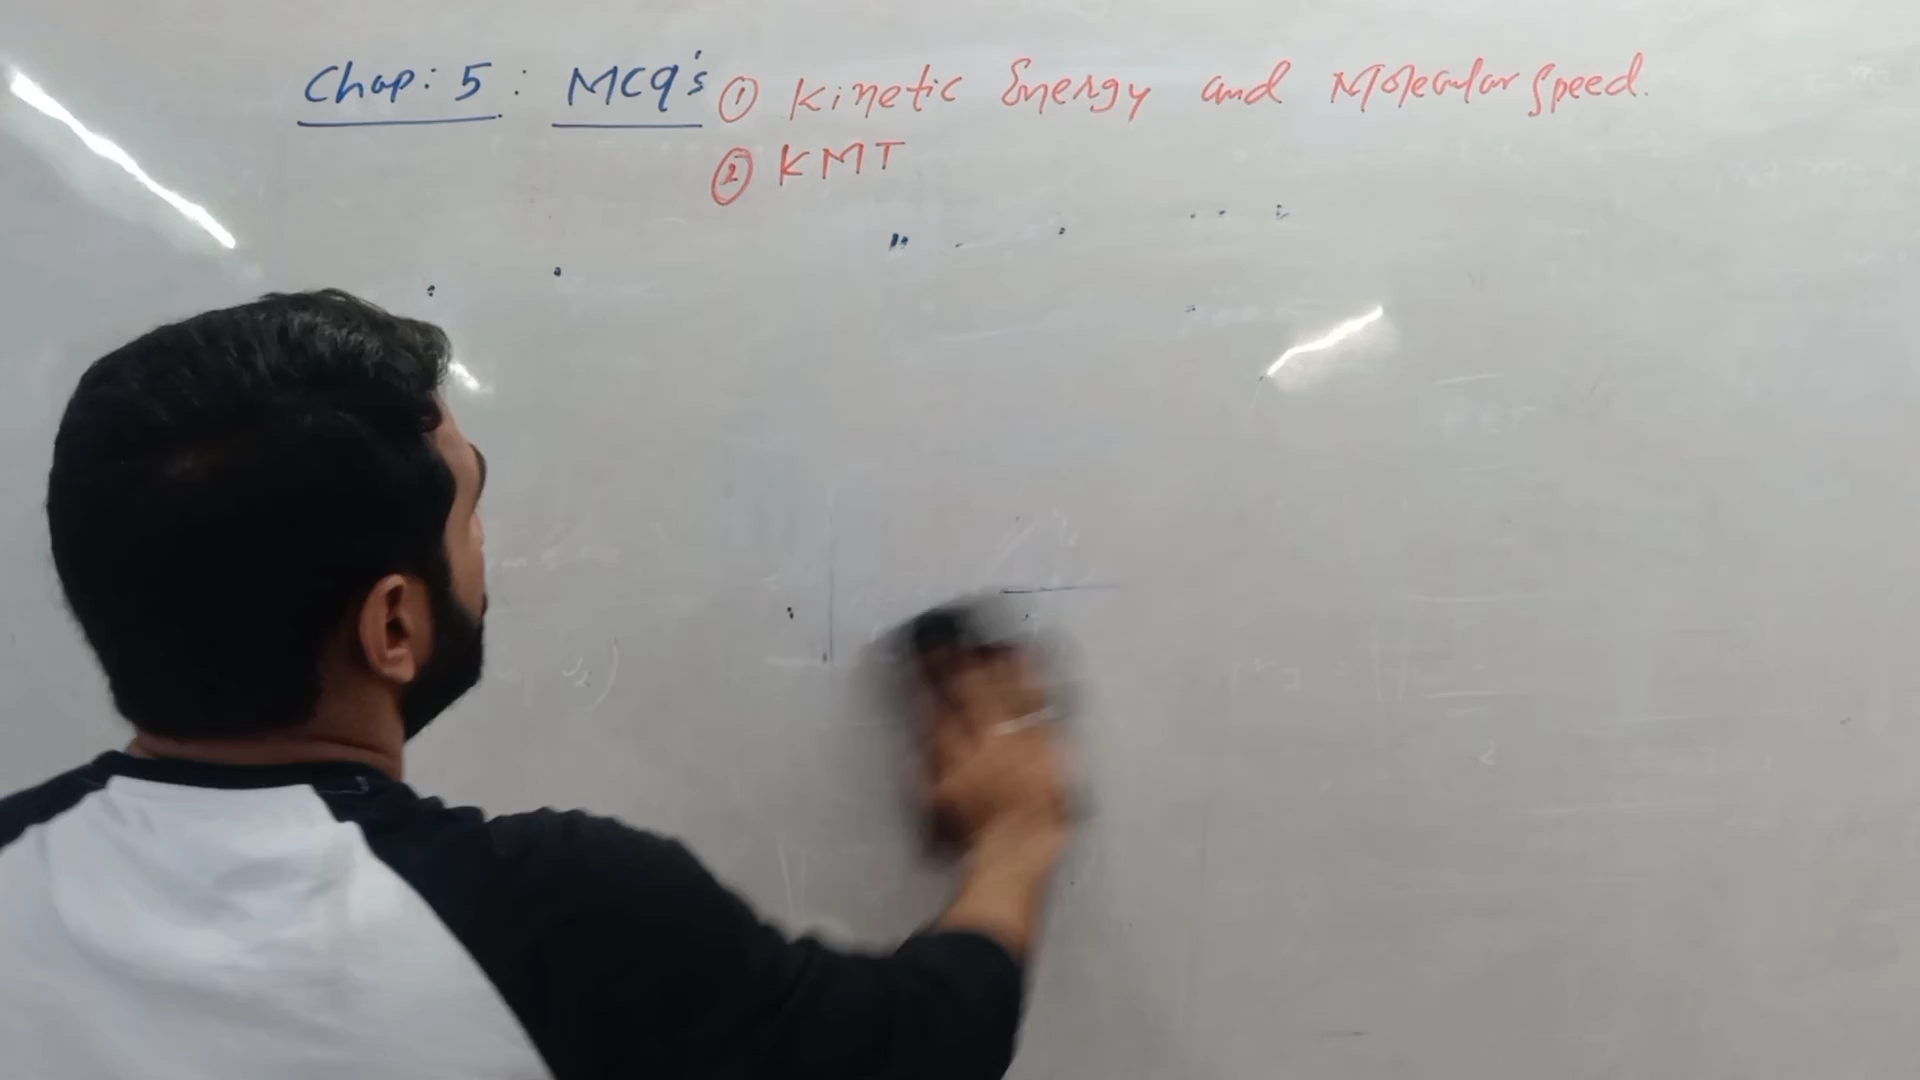 Chap: 5 : MCQ's ① Kinetic Energy and Molecular Speed.
② KMT